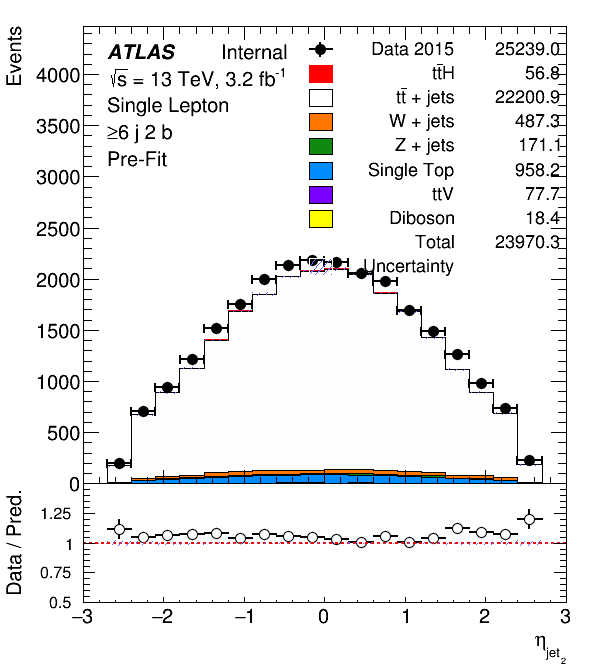 Events
ATLAS Internal
√s = 13 TeV, 3.2 fb-1
Single Lepton
≥6 j 2 b
Pre-Fit
Data 2015 25239.0
tt̄H 56.8
tt̄ + jets 22200.9
W + jets 487.3
Z + jets 171.1
Single Top 958.2
ttV 77.7
Diboson 18.4
Total 23970.3
Uncertainty
4000
3500
3000
2500
2000
1500
1000
500
0
Data / Pred.
1.25
1
0.75
0.5
−3 −2 −1 0 1 2 3
ηjet2